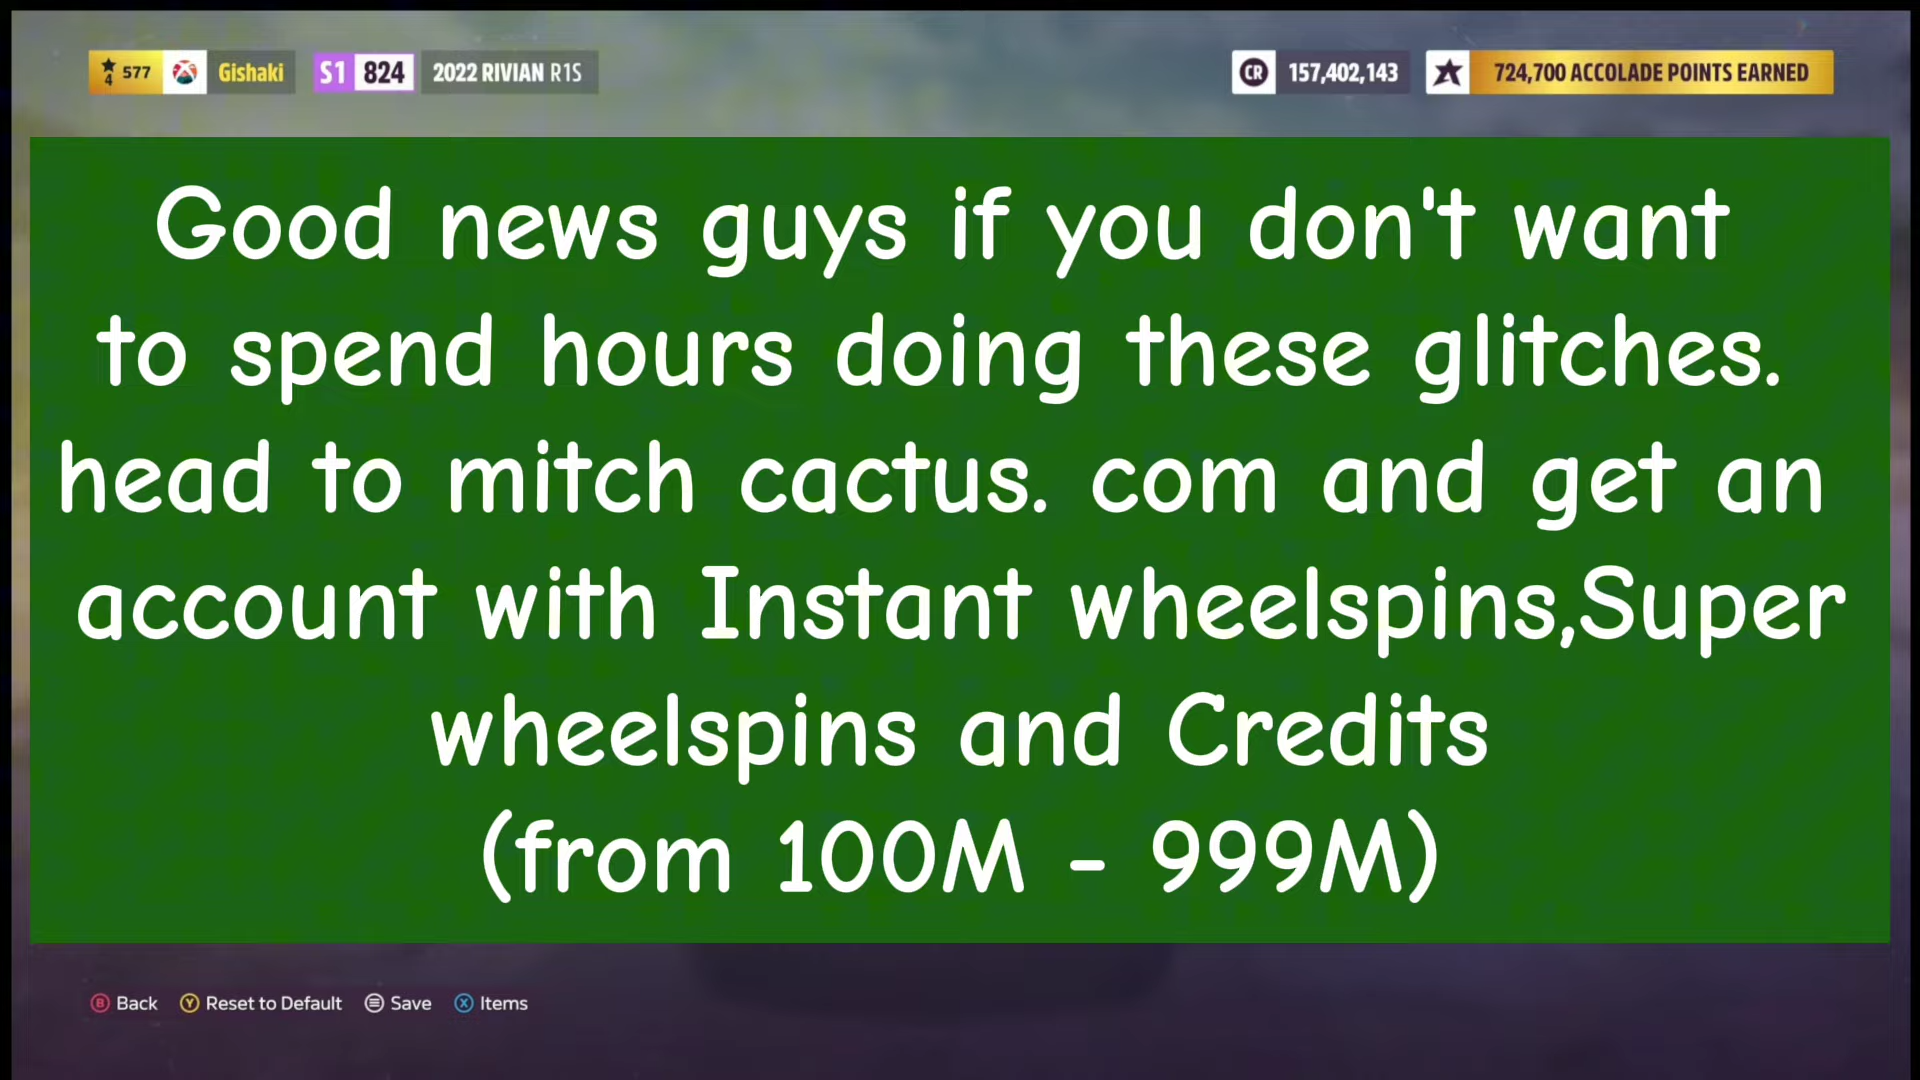 4 577 Gishaki S1 824 2022 RIVIAN R1S CR 157,402,143 724,700 ACCOLADE POINTS EARNED
Good news guys if you don't want
to spend hours doing these glitches.
head to mitch cactus. com and get an
account with Instant wheelspins,Super
wheelspins and Credits
(from 100M - 999M)
B Back Y Reset to Default Save X Items